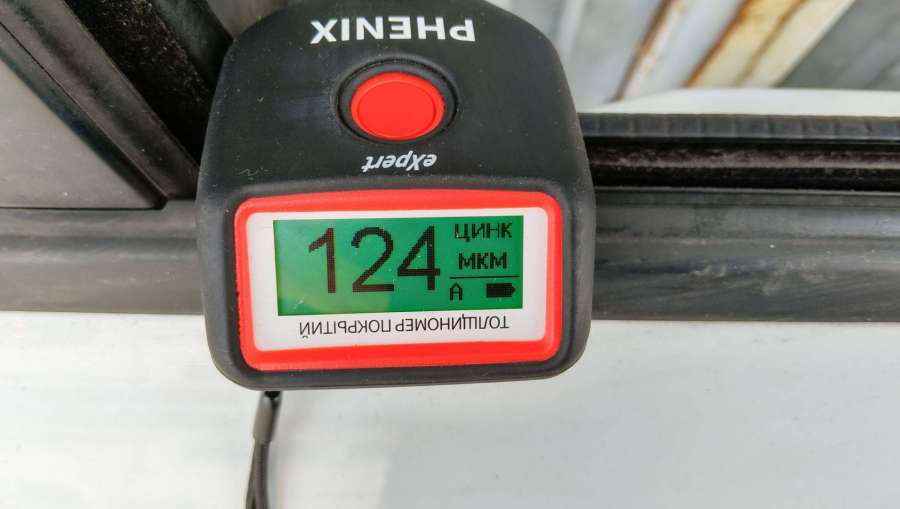 PHENIX
eXpert
124 ЦИНК
МКМ
A
ТОЛЩИНОМЕР ПОКРЫТИЙ